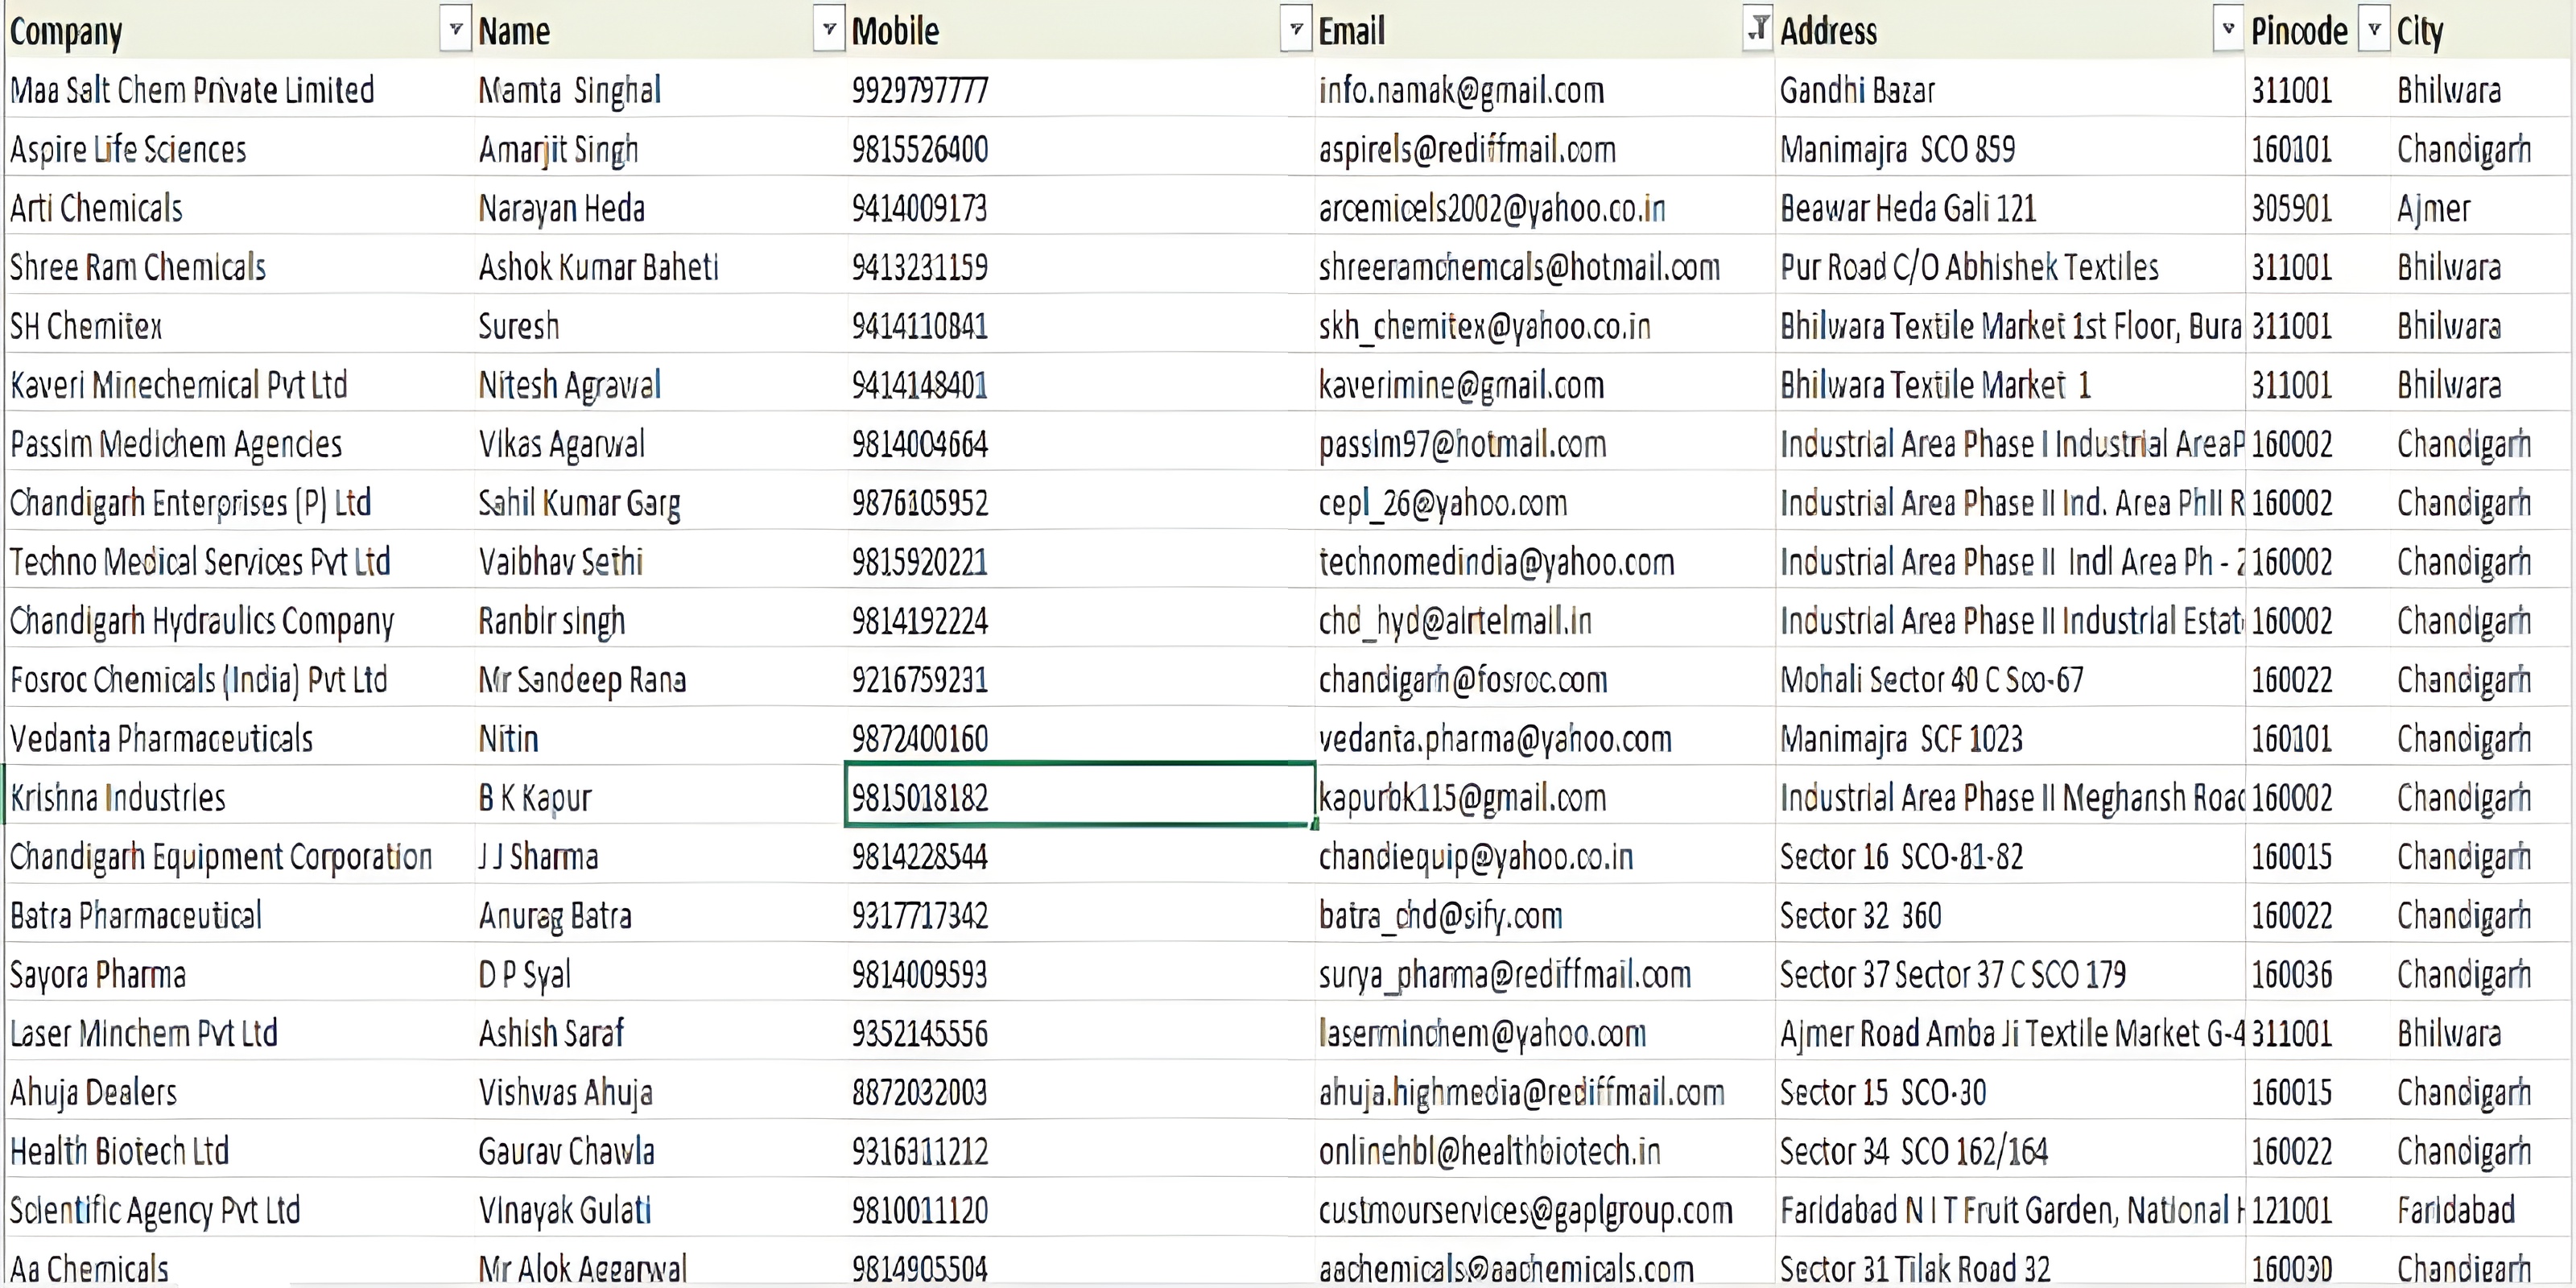 Company Name Mobile Email Address Pincode City
Maa Salt Chem Private Limited Mamta Singhal 9929797777 info.namak@gmail.com Gandhi Bazar 311001 Bhilwara
Aspire Life Sciences Amarjit Singh 9815526400 aspirels@rediffmail.com Manimajra SCO 859 160101 Chandigarh
Arti Chemicals Narayan Heda 9414009173 arcemicels2002@yahoo.co.in Beawar Heda Gali 121 305901 Ajmer
Shree Ram Chemicals Ashok Kumar Baheti 9413231159 shreeramchemcals@hotmail.com Pur Road C/O Abhishek Textiles 311001 Bhilwara
SH Chemitex Suresh 9414110841 skh_chemitex@yahoo.co.in Bhilwara Textile Market 1st Floor, Bura 311001 Bhilwara
Kaveri Minechemical Pvt Ltd Nitesh Agrawal 9414148401 kaverimine@gmail.com Bhilwara Textile Market 1 311001 Bhilwara
Passim Medichem Agencies Vikas Agarwal 9814004664 passim97@hotmail.com Industrial Area Phase I Industrial AreaP 160002 Chandigarh
Chandigarh Enterprises (P) Ltd Sahil Kumar Garg 9876105952 cepl_26@yahoo.com Industrial Area Phase II Ind. Area PhII R 160002 Chandigarh
Techno Medical Services Pvt Ltd Vaibhav Sethi 9815920221 technomedindia@yahoo.com Industrial Area Phase II Indl Area Ph - 2 160002 Chandigarh
Chandigarh Hydraulics Company Ranbir singh 9814192224 chd_hyd@airtelmail.in Industrial Area Phase II Industrial Estat 160002 Chandigarh
Fosroc Chemicals (India) Pvt Ltd Mr Sandeep Rana 9216759231 chandigarh@fosroc.com Mohali Sector 40 C Sco-67 160022 Chandigarh
Vedanta Pharmaceuticals Nitin 9872400160 vedanta.pharma@yahoo.com Manimajra SCF 1023 160101 Chandigarh
Krishna Industries B K Kapur 9815018182 kapurbk115@gmail.com Industrial Area Phase II Meghansh Road 160002 Chandigarh
Chandigarh Equipment Corporation J J Sharma 9814228544 chandiequip@yahoo.co.in Sector 16 SCO-81-82 160015 Chandigarh
Batra Pharmaceutical Anurag Batra 9317717342 batra_chd@sify.com Sector 32 360 160022 Chandigarh
Sayora Pharma D P Syal 9814009593 surya_pharma@rediffmail.com Sector 37 Sector 37 C SCO 179 160036 Chandigarh
Laser Minchem Pvt Ltd Ashish Saraf 9352145556 laserminchem@yahoo.com Ajmer Road Amba Ji Textile Market G-4 311001 Bhilwara
Ahuja Dealers Vishwas Ahuja 8872032003 ahuja.highmedia@rediffmail.com Sector 15 SCO-30 160015 Chandigarh
Health Biotech Ltd Gaurav Chawla 9316311212 onlinehbl@healthbiotech.in Sector 34 SCO 162/164 160022 Chandigarh
Scientific Agency Pvt Ltd Vinayak Gulati 9810011120 custmourservices@gaplgroup.com Faridabad N I T Fruit Garden, National H 121001 Faridabad
Aa Chemicals Mr Alok Aggarwal 9814905504 aachemicals@aachemicals.com Sector 31 Tilak Road 32 160030 Chandigarh